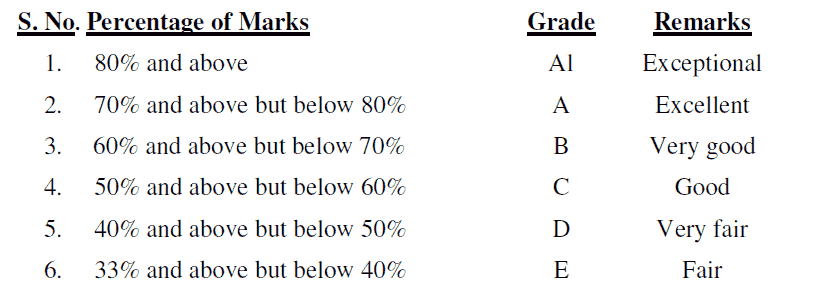 S. No. Percentage of Marks Grade Remarks
1. 80% and above A1 Exceptional
2. 70% and above but below 80% A Excellent
3. 60% and above but below 70% B Very good
4. 50% and above but below 60% C Good
5. 40% and above but below 50% D Very fair
6. 33% and above but below 40% E Fair